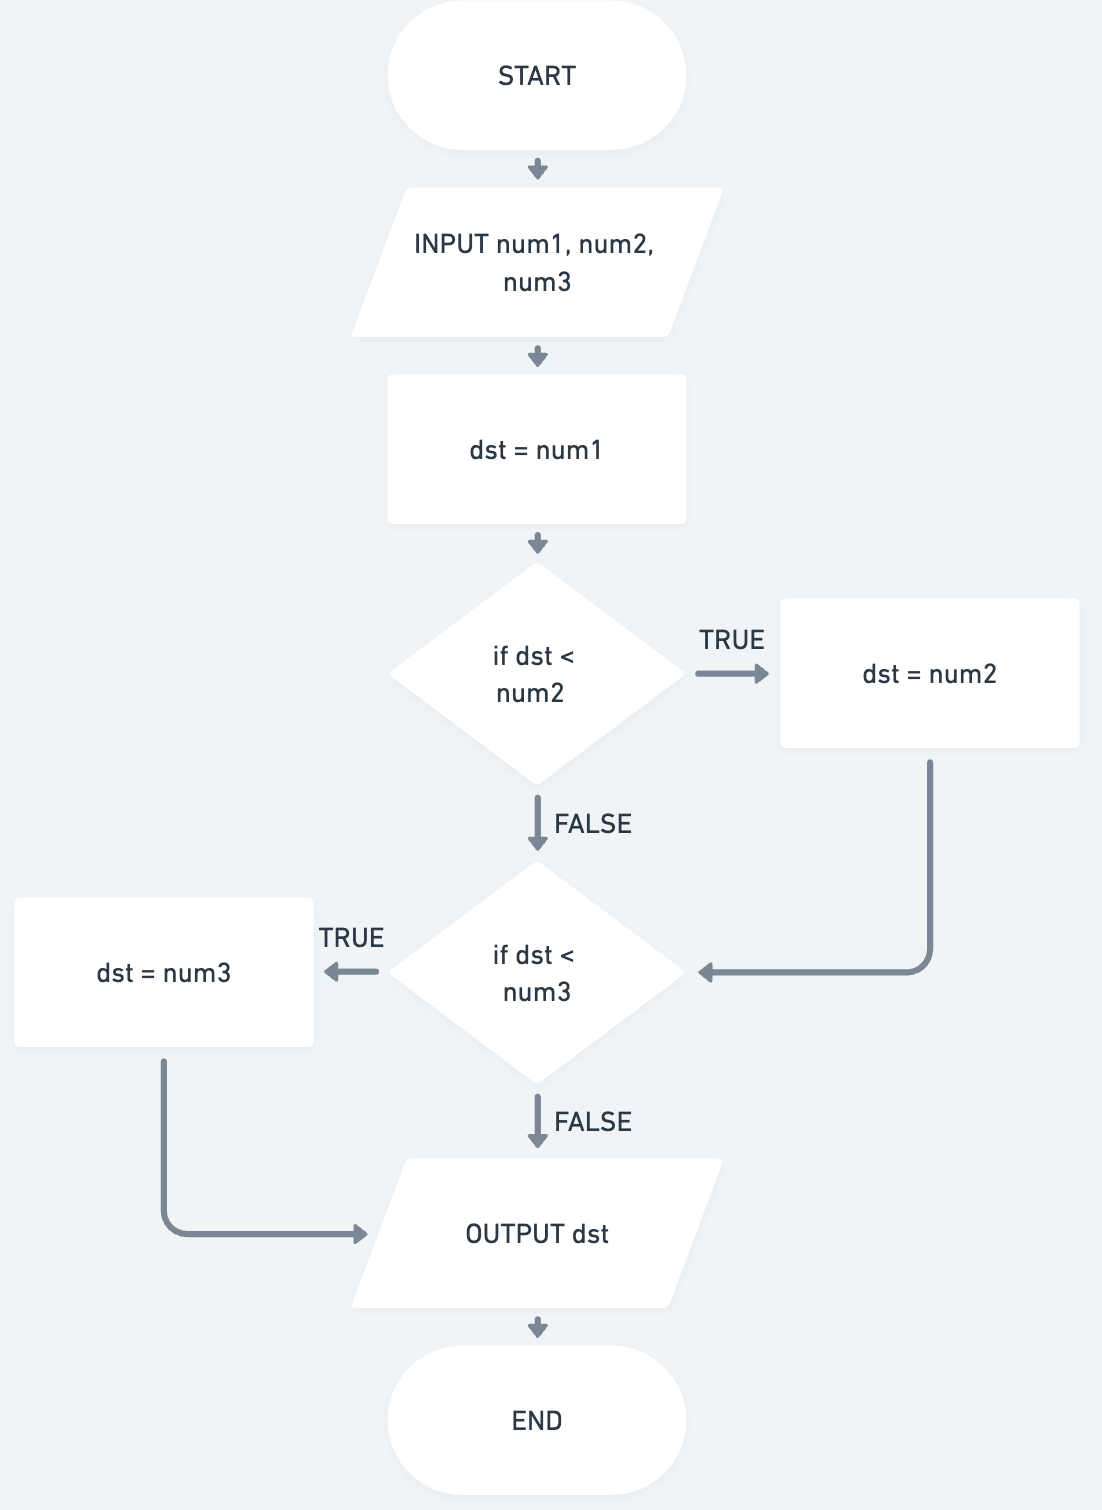 START
INPUT num1, num2,
num3
dst = num1
if dst <
num2
TRUE
dst = num2
FALSE
if dst <
num3
TRUE
dst = num3
FALSE
OUTPUT dst
END